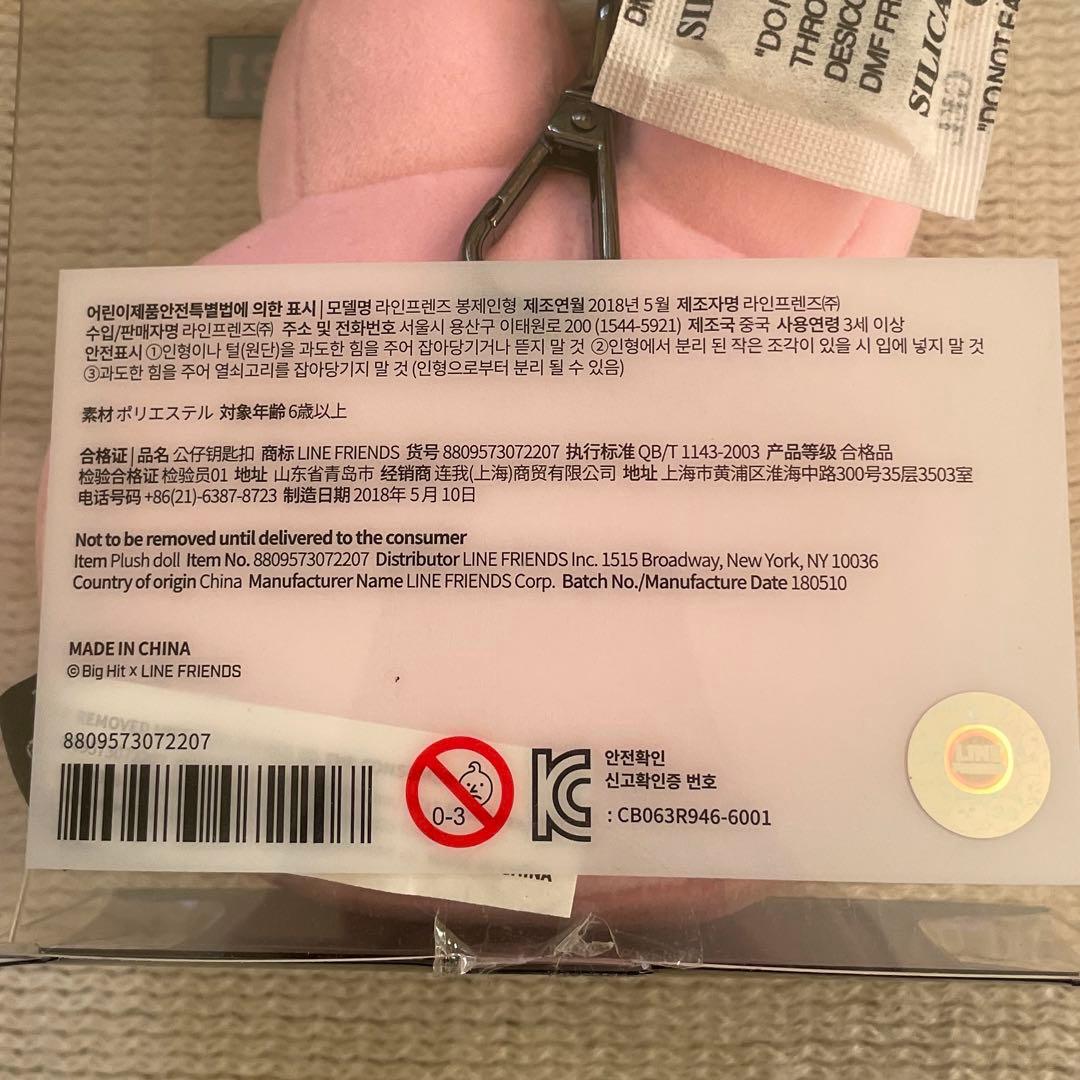 21
SILICA
"DO NOT EA
DMF FR
어린이제품안전특별법에 의한 표시 | 모델명 라인프렌즈 봉제인형 제조연월 2018년 5월 제조자명 라인프렌즈㈜
수입/판매자명 라인프렌즈㈜ 주소 및 전화번호 서울시 용산구 이태원로 200 (1544-5921) 제조국 중국 사용연령 3세 이상
안전표시 ①인형이나 털(원단)을 과도한 힘을 주어 잡아당기거나 뜯지 말 것 ②인형에서 분리 된 작은 조각이 있을 시 입에 넣지 말 것
③과도한 힘을 주어 열쇠고리를 잡아당기지 말 것 (인형으로부터 분리 될 수 있음)
素材 ポリエステル 対象年齢 6歳以上
合格证 | 品名 公仔钥匙扣 商标 LINE FRIENDS 货号 8809573072207 执行标准 QB/T 1143-2003 产品等级 合格品
检验合格证 检验员01 地址 山东省青岛市 经销商 连我(上海)商贸有限公司 地址 上海市黄浦区淮海中路300号35层3503室
电话号码 +86(21)-6387-8723 制造日期 2018年 5 月 10日
Not to be removed until delivered to the consumer
Item Plush doll Item No. 8809573072207 Distributor LINE FRIENDS Inc. 1515 Broadway, New York, NY 10036
Country of origin China Manufacturer Name LINE FRIENDS Corp. Batch No./Manufacture Date 180510
MADE IN CHINA
© Big Hit x LINE FRIENDS
8809573072207
0-3
안전확인
신고확인증 번호
: CB063R946-6001
LINE